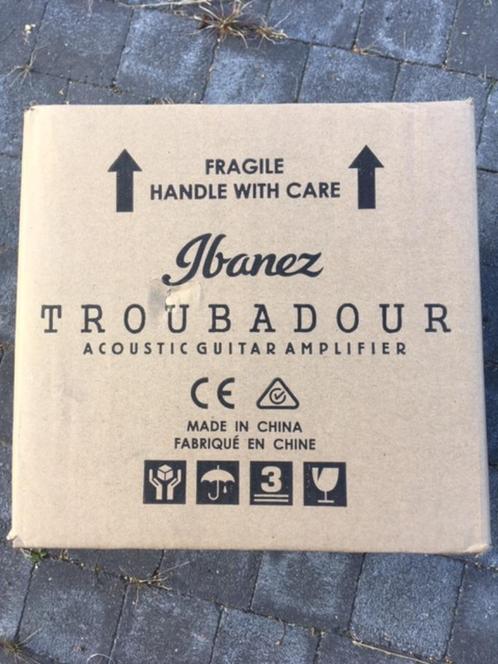 FRAGILE
HANDLE WITH CARE
Ibanez
TROUBADOUR
ACOUSTIC GUITAR AMPLIFIER
CE
MADE IN CHINA
FABRIQUÉ EN CHINE
3